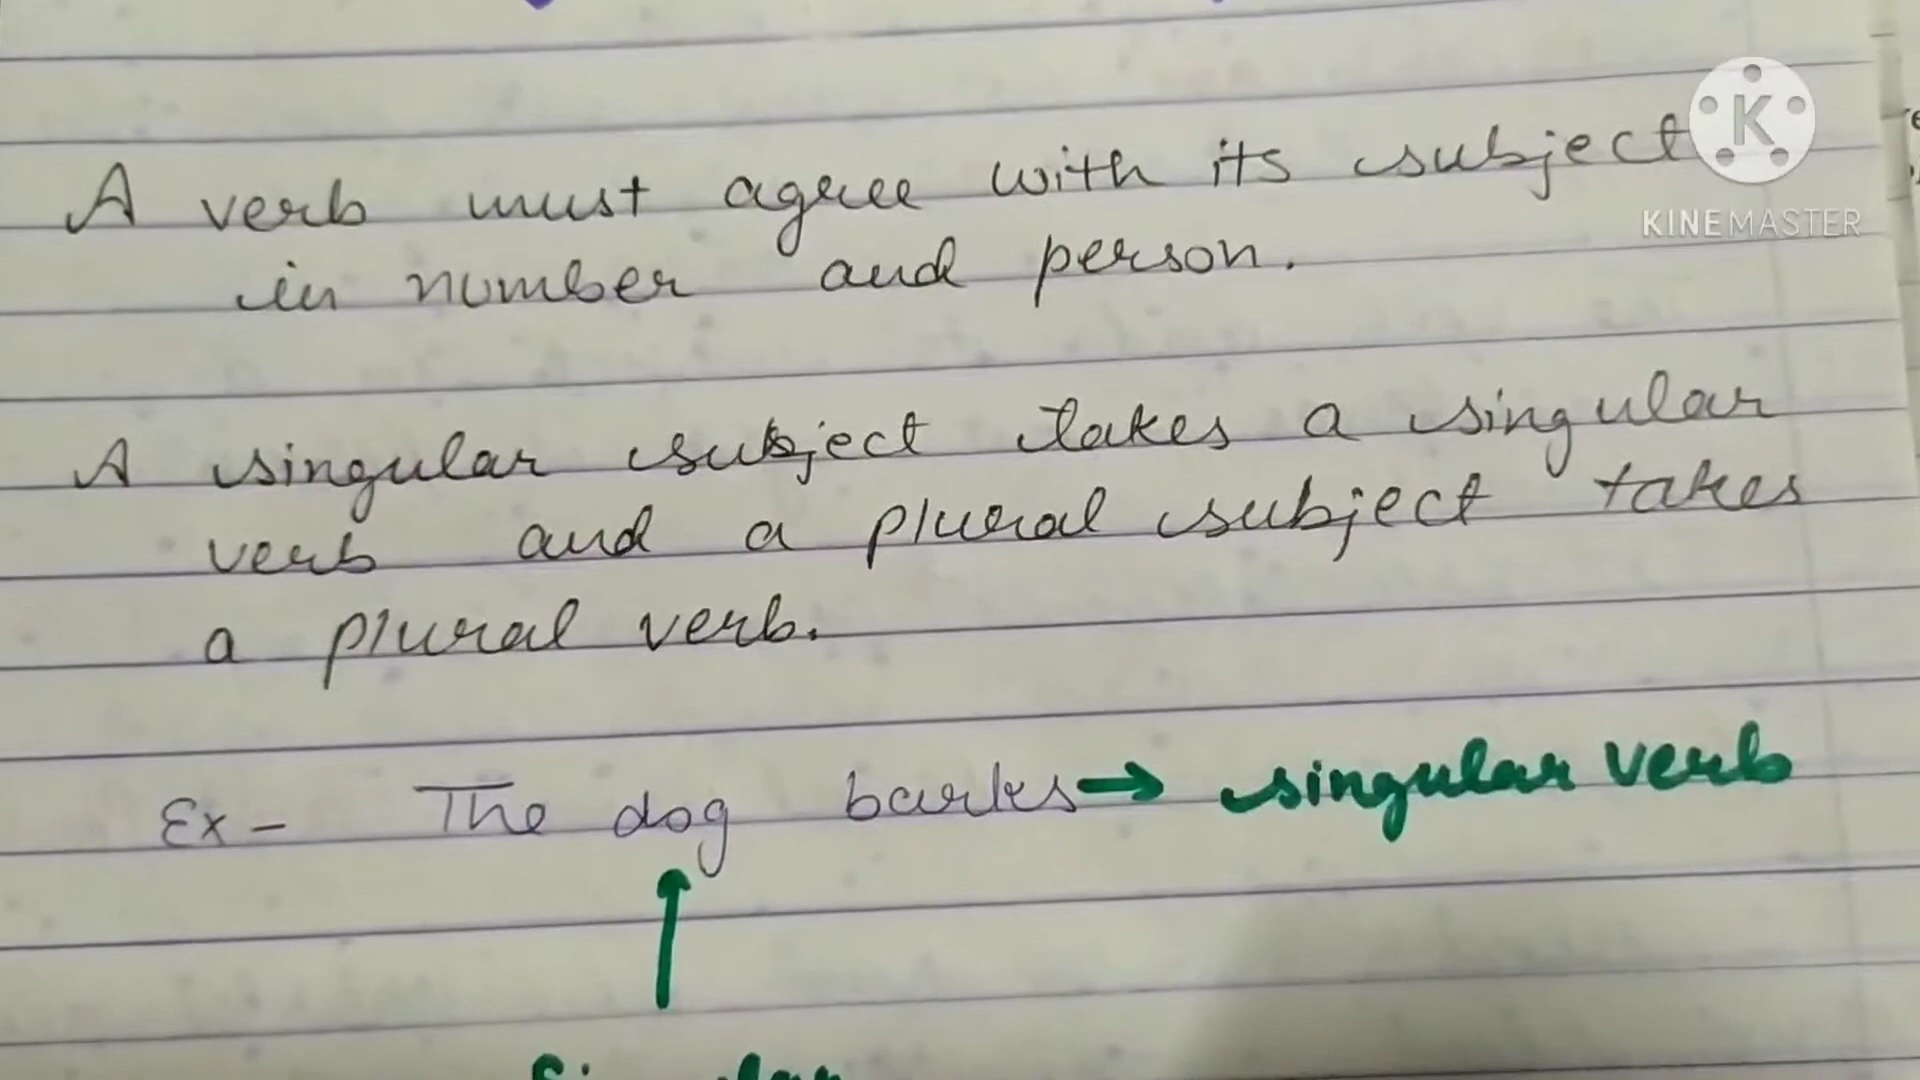 A verb must agree with its subject
in number and person.
A singular subject takes a singular
verb and a plural subject takes
a plural verb.
Ex- The dog barks → singular verb
K
KINEMASTER